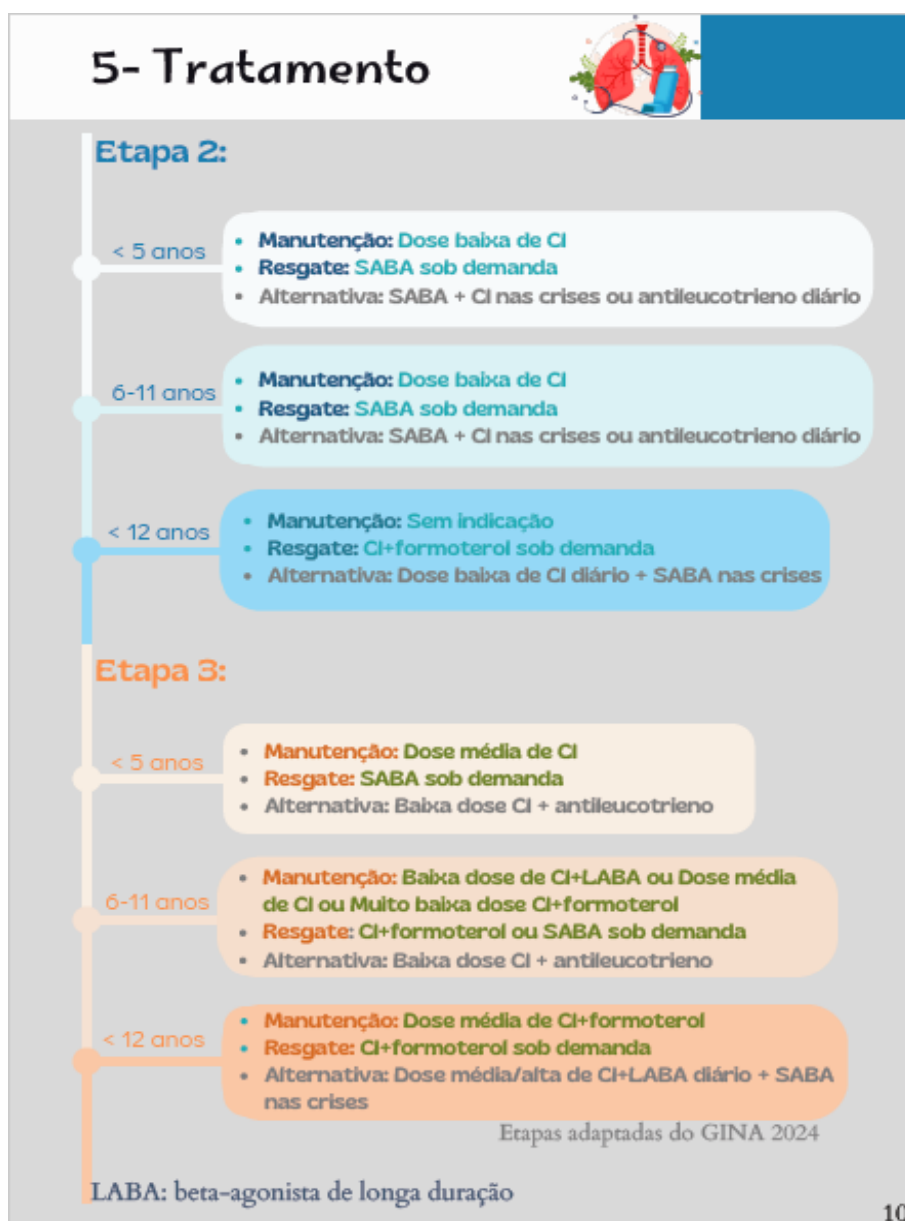 5- Tratamento
Etapa 2:
< 5 anos
• Manutenção: Dose baixa de CI
• Resgate: SABA sob demanda
• Alternativa: SABA + CI nas crises ou antileucotrieno diário
6-11 anos
• Manutenção: Dose baixa de CI
• Resgate: SABA sob demanda
• Alternativa: SABA + CI nas crises ou antileucotrieno diário
< 12 anos
• Manutenção: Sem indicação
• Resgate: CI+formoterol sob demanda
• Alternativa: Dose baixa de CI diário + SABA nas crises
Etapa 3:
< 5 anos
• Manutenção: Dose média de CI
• Resgate: SABA sob demanda
• Alternativa: Baixa dose CI + antileucotrieno
6-11 anos
• Manutenção: Baixa dose de CI+LABA ou Dose média
de CI ou Muito baixa dose CI+formoterol
• Resgate: CI+formoterol ou SABA sob demanda
• Alternativa: Baixa dose CI + antileucotrieno
< 12 anos
• Manutenção: Dose média de CI+formoterol
• Resgate: CI+formoterol sob demanda
• Alternativa: Dose média/alta de CI+LABA diário + SABA
nas crises
Etapas adaptadas do GINA 2024
LABA: beta-agonista de longa duração
10